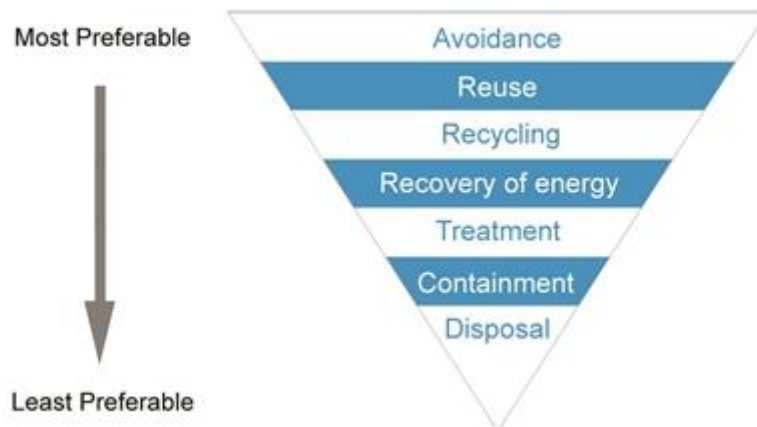 Most Preferable
Avoidance
Reuse
Recycling
Recovery of energy
Treatment
Containment
Disposal
Least Preferable